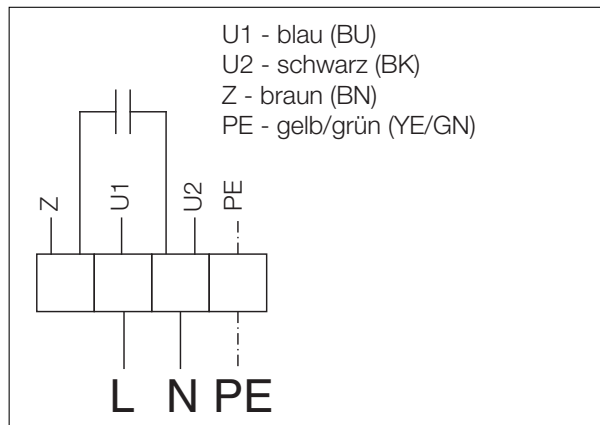 U1 - blau (BU)
U2 - schwarz (BK)
Z - braun (BN)
PE - gelb/grün (YE/GN)
Z U1 U2 PE
L N PE